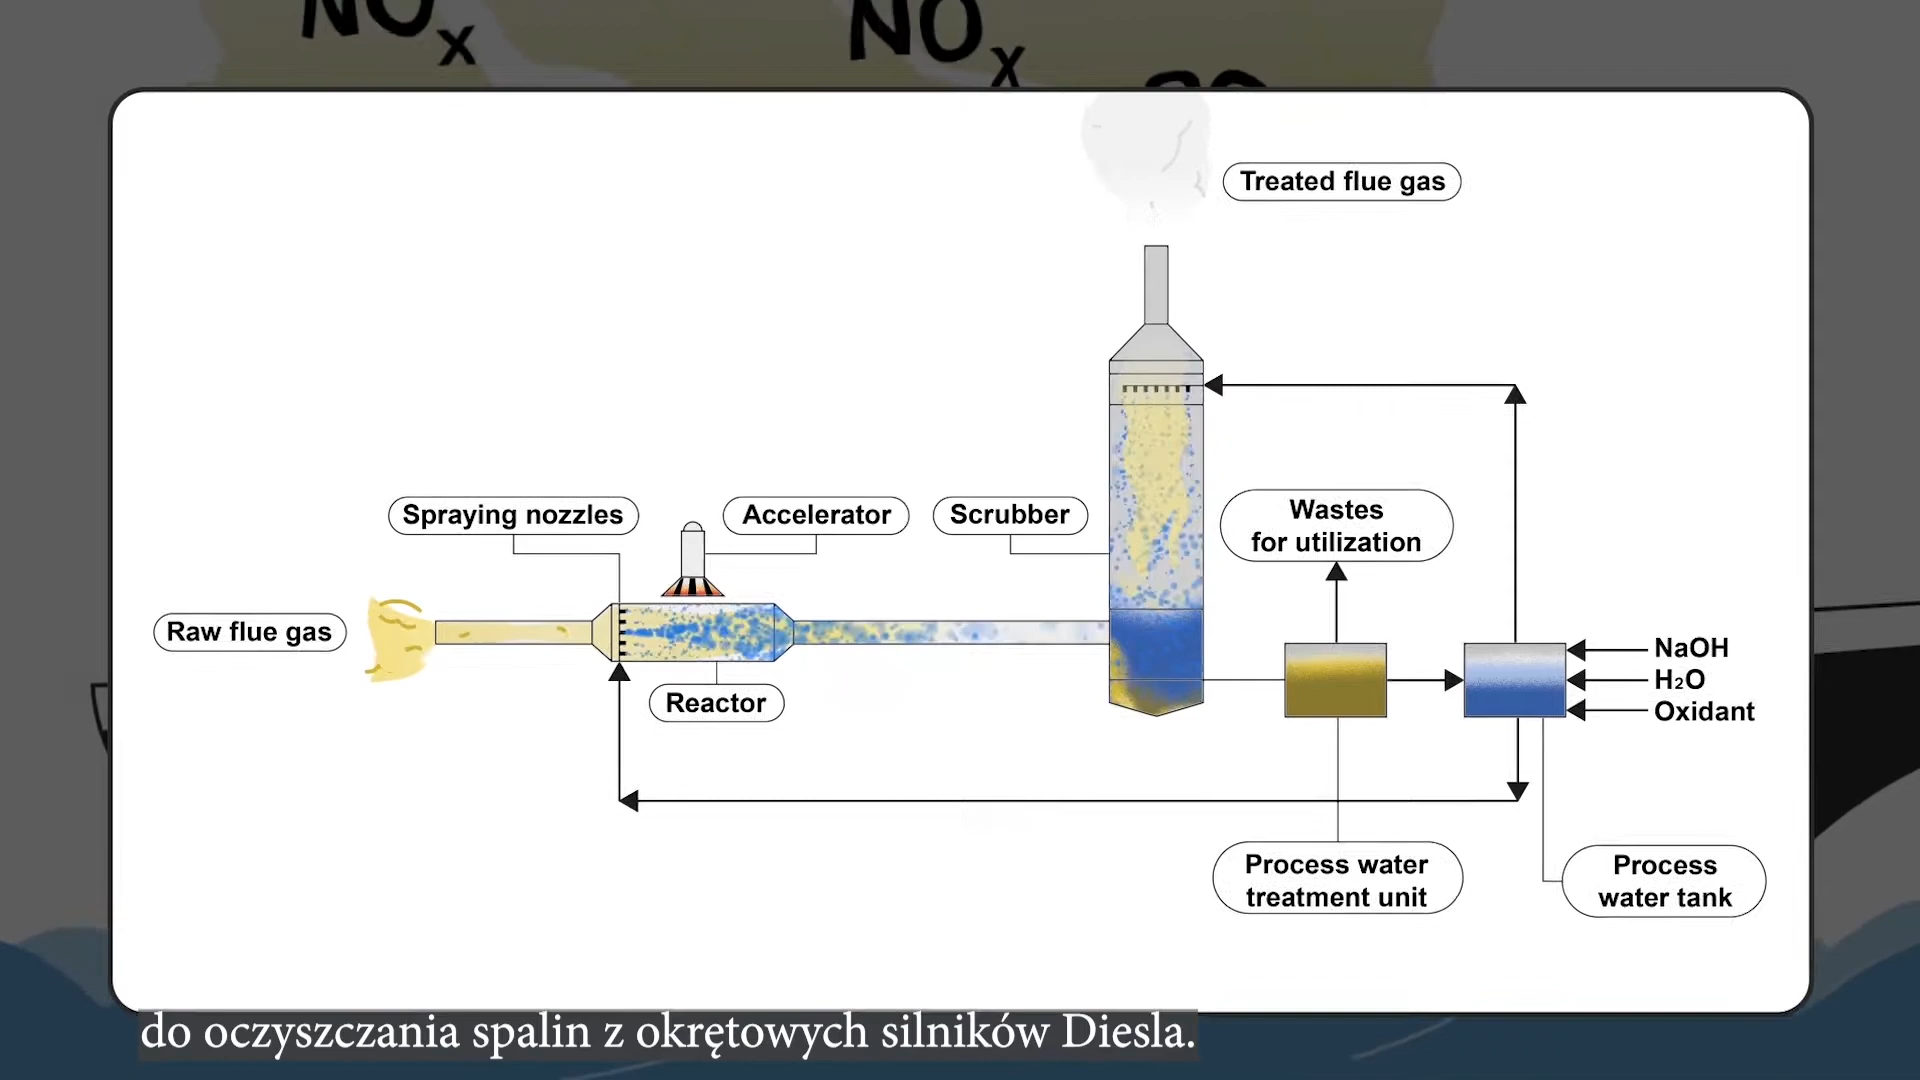 NOx
NOx
Treated flue gas
Spraying nozzles
Accelerator
Scrubber
Wastes
for utilization
Raw flue gas
Reactor
NaOH
H₂O
Oxidant
Process water
treatment unit
Process
water tank
do oczyszczania spalin z okrętowych silników Diesla.